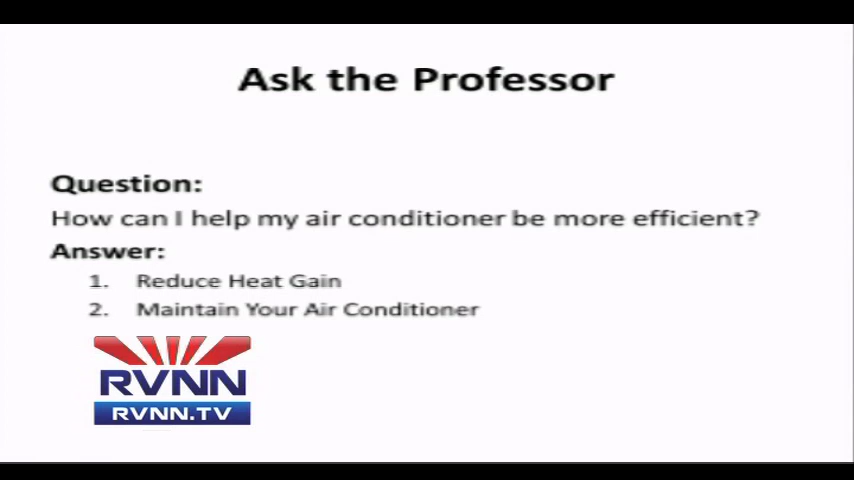 Ask the Professor
Question:
How can I help my air conditioner be more efficient?
Answer:
1. Reduce Heat Gain
2. Maintain Your Air Conditioner
RVNN
RVNN.TV